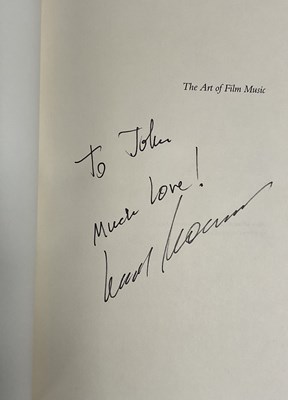 The Art of Film Music
To John
Much Love!